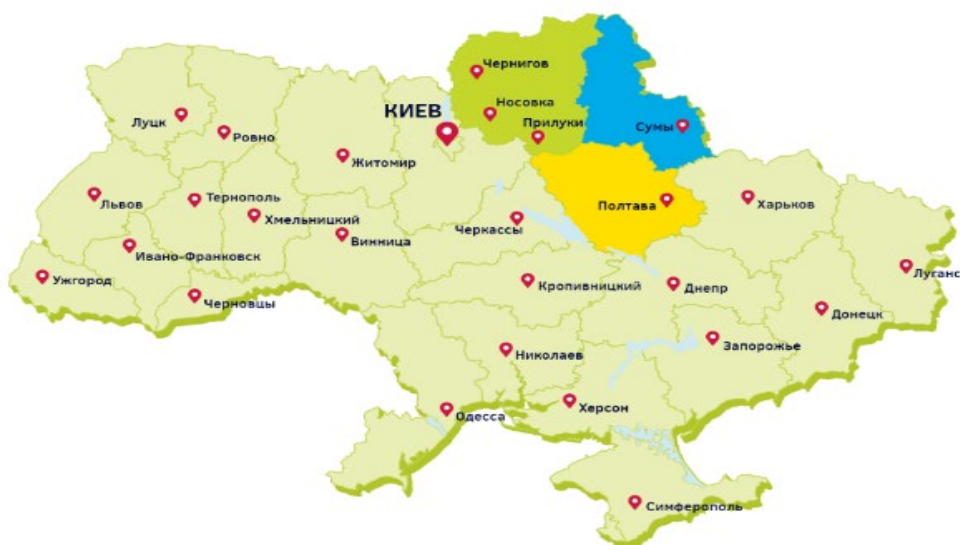 Чернигов
Носовка
КИЕВ
Прилуки
Сумы
Луцк
Ровно
Житомир
Львов
Тернополь
Хмельницкий
Полтава
Харьков
Черкассы
Винница
Ивано-Франковск
Ужгород
Луганс
Кропивницкий
Днепр
Черновцы
Донецк
Запорожье
Николаев
Херсон
Одесса
Симферополь